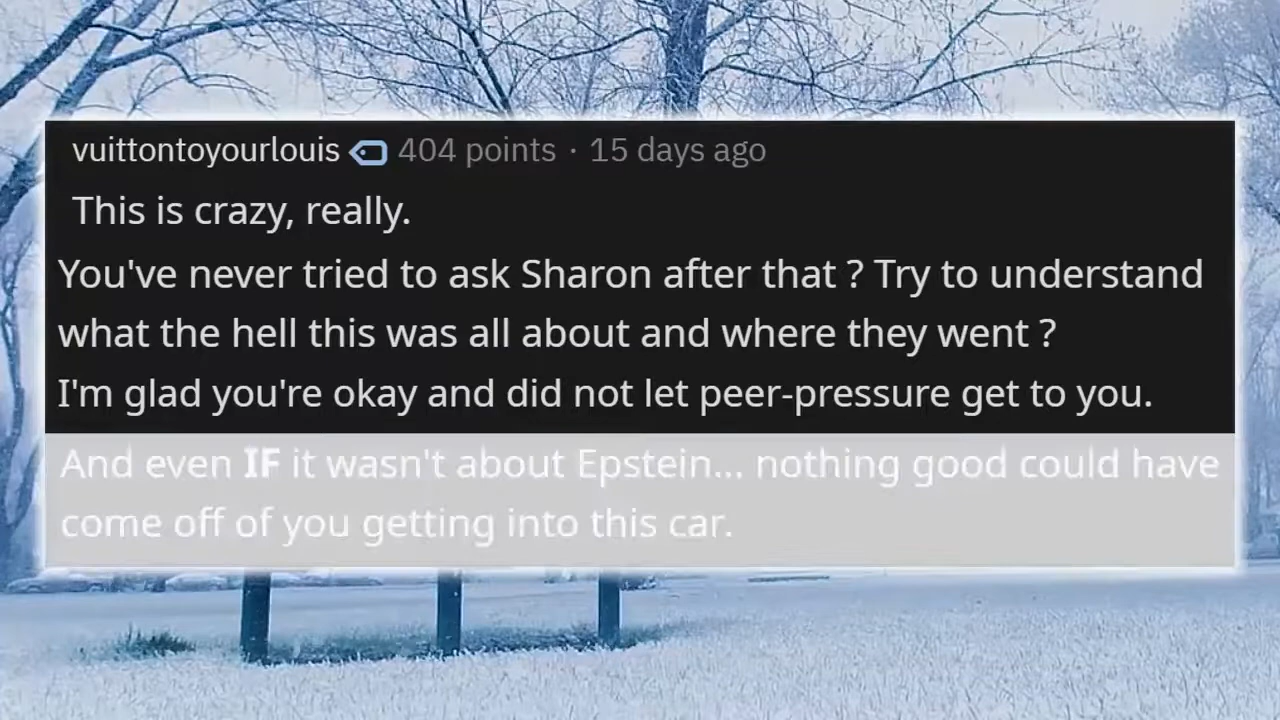 vuittontoyourlouis 404 points · 15 days ago
This is crazy, really.
You've never tried to ask Sharon after that ? Try to understand
what the hell this was all about and where they went ?
I'm glad you're okay and did not let peer-pressure get to you.
And even IF it wasn't about Epstein... nothing good could have
come off of you getting into this car.